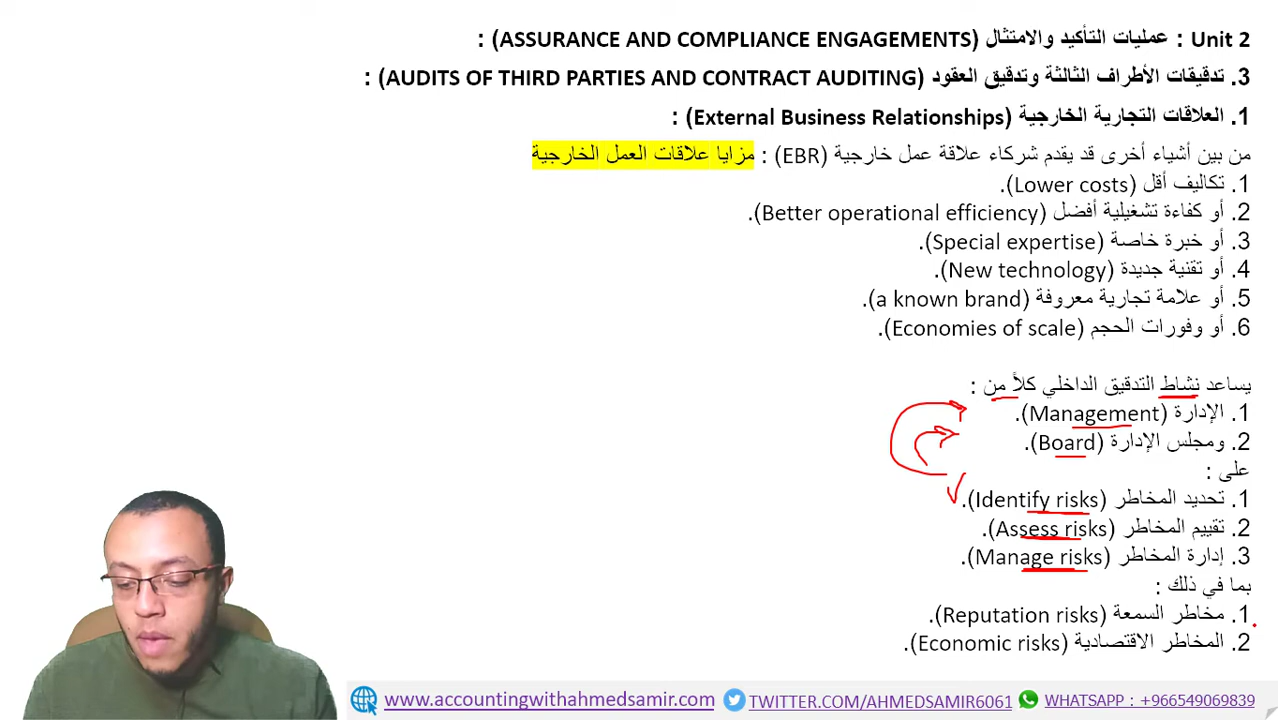 Unit 2 : عمليات التأكيد والامتثال (ASSURANCE AND COMPLIANCE ENGAGEMENTS) :
3. تدقيقات الأطراف الثالثة وتدقيق العقود (AUDITS OF THIRD PARTIES AND CONTRACT AUDITING) :
1. العلاقات التجارية الخارجية (External Business Relationships) :
من بين أشياء أخرى قد يقدم شركاء علاقة عمل خارجية (EBR) : مزايا علاقات العمل الخارجية
1. تكاليف أقل (Lower costs).
2. أو كفاءة تشغيلية أفضل (Better operational efficiency).
3. أو خبرة خاصة (Special expertise).
4. أو تقنية جديدة (New technology).
5. أو علامة تجارية معروفة (a known brand).
6. أو وفورات الحجم (Economies of scale).
يساعد نشاط التدقيق الداخلي كلاً من :
1. الإدارة (Management).
2. ومجلس الإدارة (Board).
على :
1. تحديد المخاطر (Identify risks).
2. تقييم المخاطر (Assess risks).
3. إدارة المخاطر (Manage risks).
بما في ذلك :
1. مخاطر السمعة (Reputation risks).
2. المخاطر الاقتصادية (Economic risks).
www.accountingwithahmedsamir.com TWITTER.COM/AHMEDSAMIR6061 WHATSAPP : +966549069839